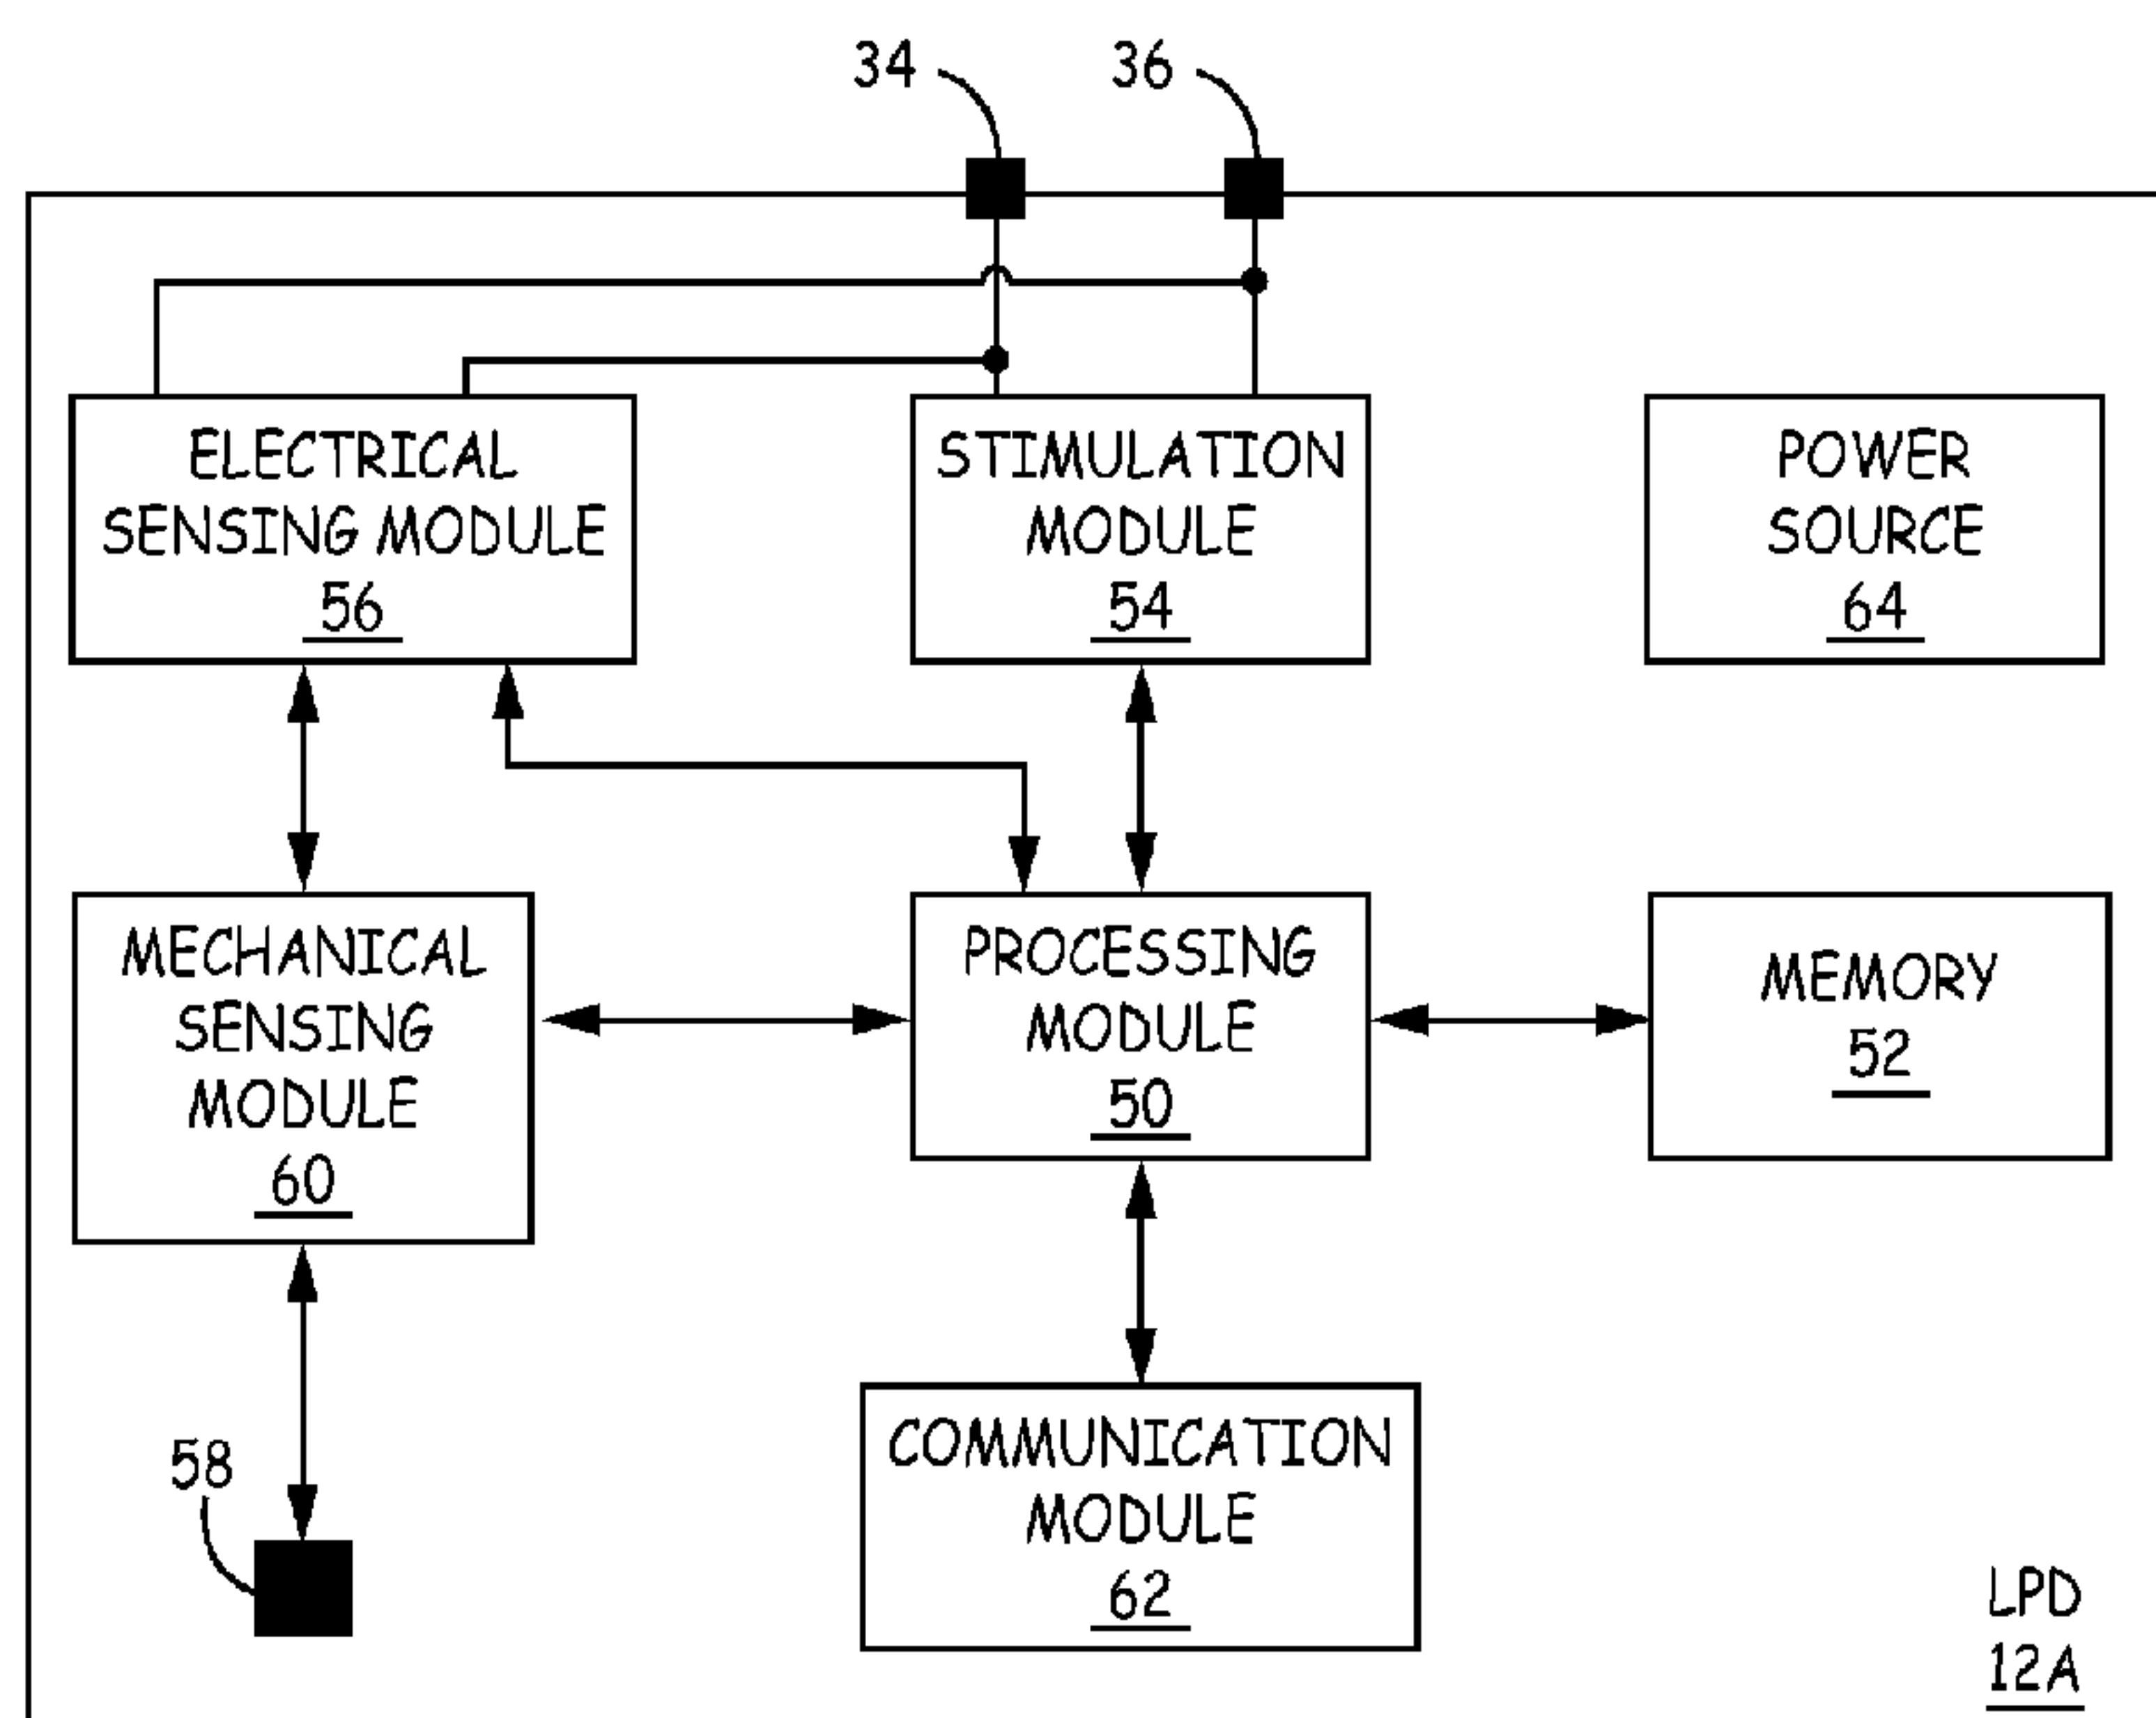 34
36
ELECTRICAL
SENSING MODULE
56
STIMULATION
MODULE
54
POWER
SOURCE
64
MECHANICAL
SENSING
MODULE
60
PROCESSING
MODULE
50
MEMORY
52
58
COMMUNICATION
MODULE
62
LPD
12A